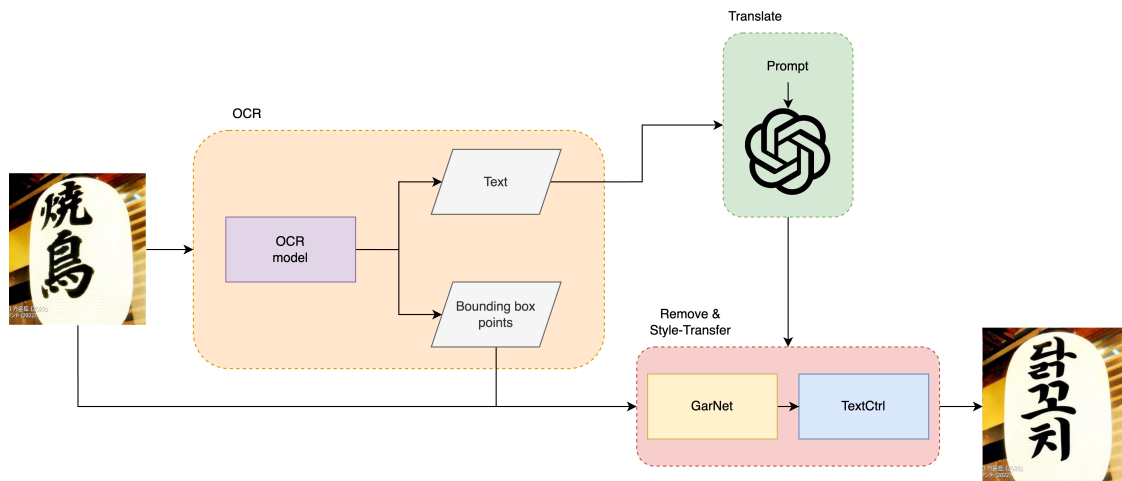 Translate
Prompt
OCR
Text
OCR
model
Bounding box
points
焼
鳥
Remove &
Style-Transfer
GarNet
TextCtrl
닭
꼬
치